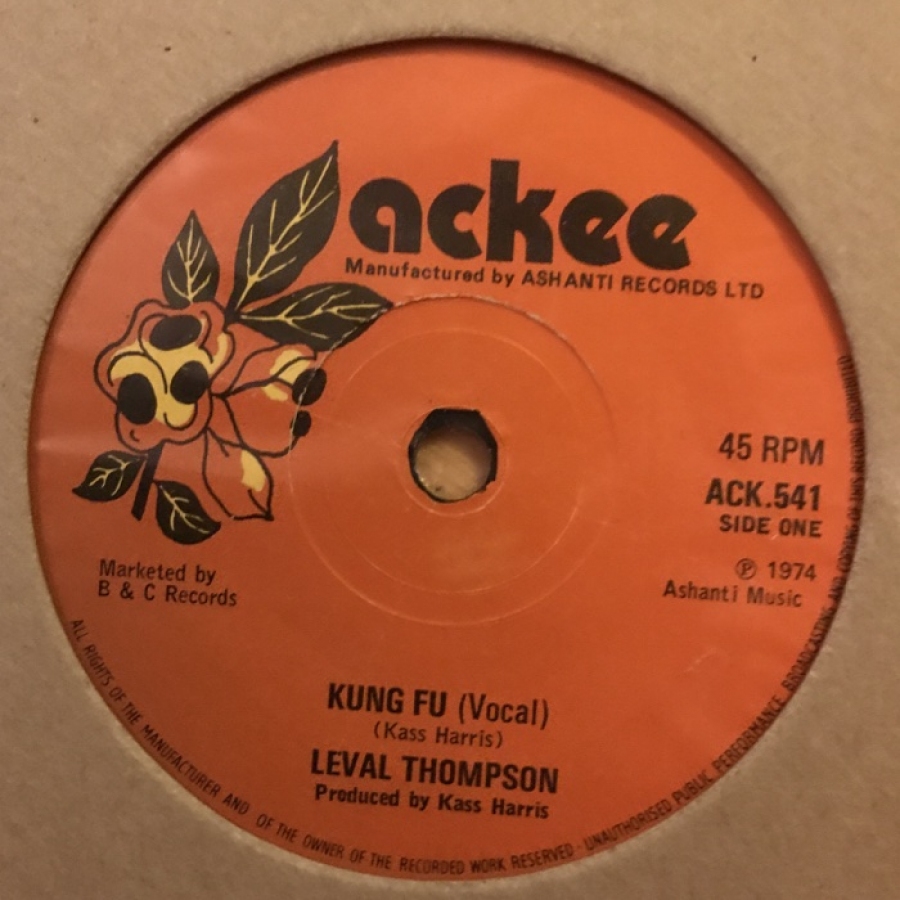 ackee
Manufactured by ASHANTI RECORDS LTD
45 RPM
ACK.541
SIDE ONE
Ⓟ 1974
Ashanti Music
Marketed by
B & C Records
KUNG FU (Vocal)
(Kass Harris)
LEVAL THOMPSON
Produced by Kass Harris
ALL RIGHTS OF THE MANUFACTURER AND OF THE OWNER OF THE RECORDED WORK RESERVED - UNAUTHORISED PUBLIC PERFORMANCE, BROADCASTING AND COPYING OF THIS RECORD PROHIBITED